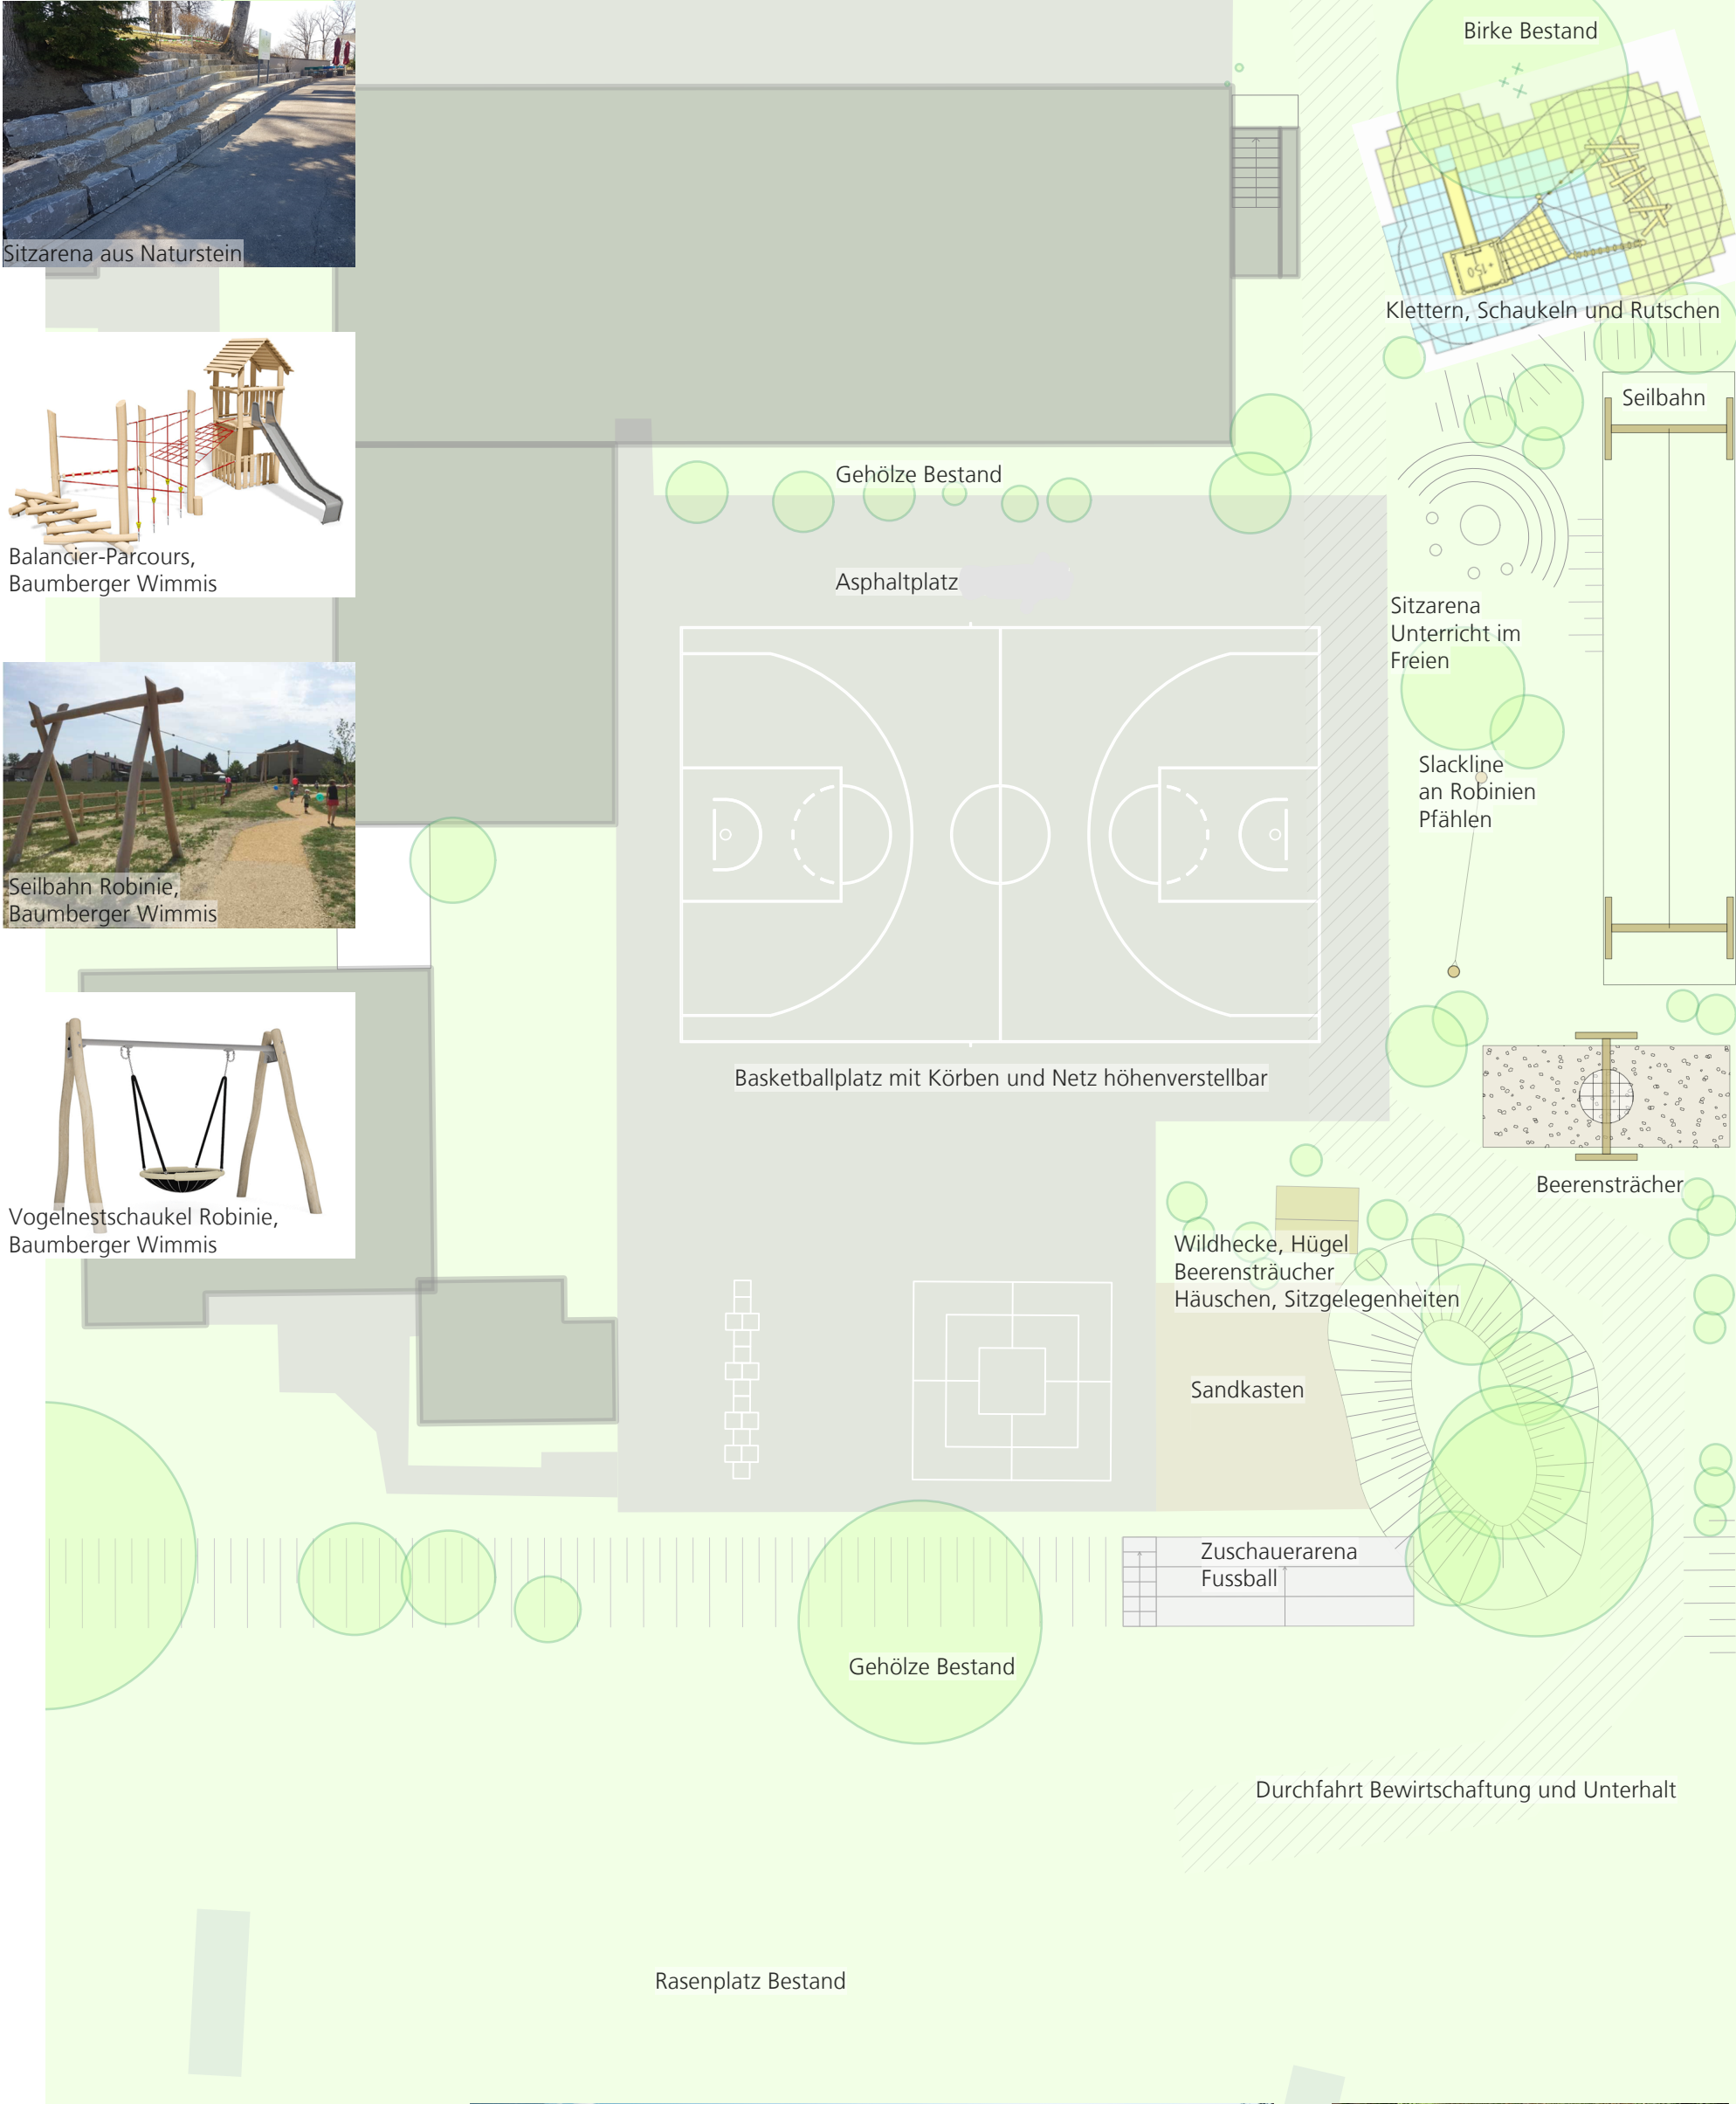 Birke Bestand
Sitzarena aus Naturstein
-150
Klettern, Schaukeln und Rutschen
Seilbahn
Gehölze Bestand
Balancier-Parcours,
Baumberger Wimmis
Asphaltplatz
Sitzarena
Unterricht im
Freien
Slackline
an Robinien
Pfählen
Seilbahn Robinie,
Baumberger Wimmis
Basketballplatz mit Körben und Netz höhenverstellbar
Beerensträcher
Vogelnestschaukel Robinie,
Baumberger Wimmis
Wildhecke, Hügel
Beerensträucher
Häuschen, Sitzgelegenheiten
Sandkasten
Zuschauerarena
Fussball
Gehölze Bestand
Durchfahrt Bewirtschaftung und Unterhalt
Rasenplatz Bestand